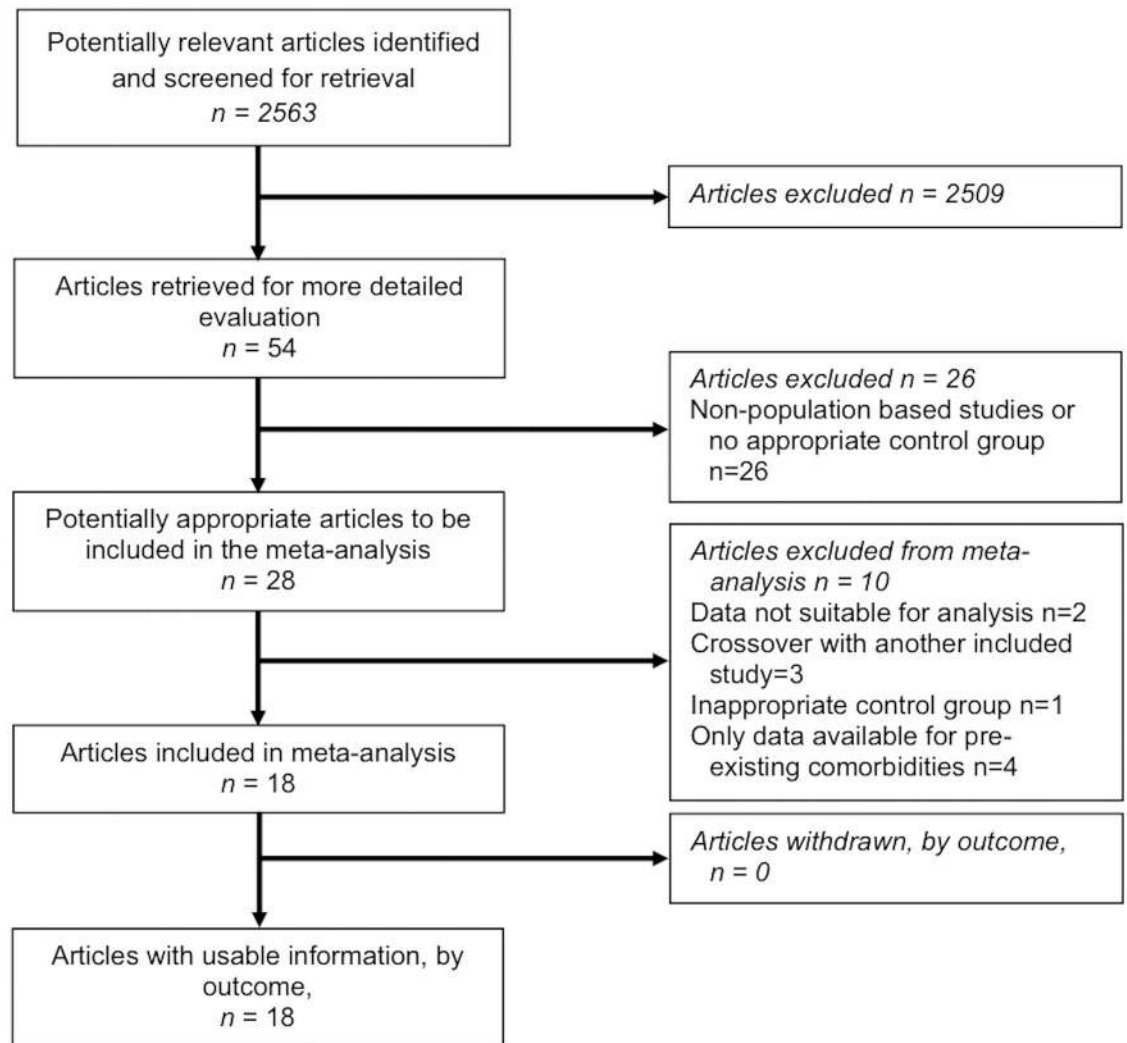 Potentially relevant articles identified
and screened for retrieval
n = 2563
Articles excluded n = 2509
Articles retrieved for more detailed
evaluation
n = 54
Articles excluded n = 26
Non-population based studies or
no appropriate control group
n=26
Potentially appropriate articles to be
included in the meta-analysis
n = 28
Articles excluded from meta-
analysis n = 10
Data not suitable for analysis n=2
Crossover with another included
study=3
Inappropriate control group n=1
Only data available for pre-
existing comorbidities n=4
Articles included in meta-analysis
n = 18
Articles withdrawn, by outcome,
n = 0
Articles with usable information, by
outcome,
n = 18